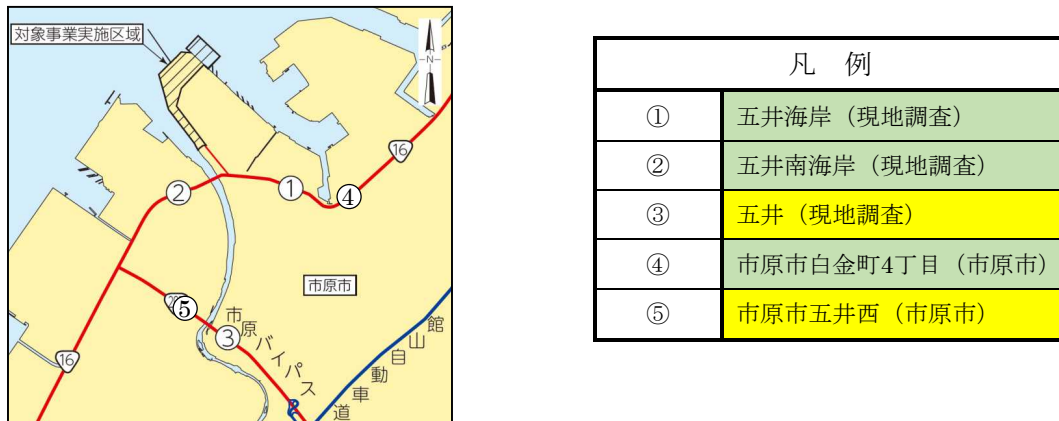 対象事業実施区域
N
16
①
②
④
市原市
⑤
③
市原バイパス
館山自動車道
16
凡 例
① 五井海岸（現地調査）
② 五井南海岸（現地調査）
③ 五井（現地調査）
④ 市原市白金町4丁目（市原市）
⑤ 市原市五井西（市原市）